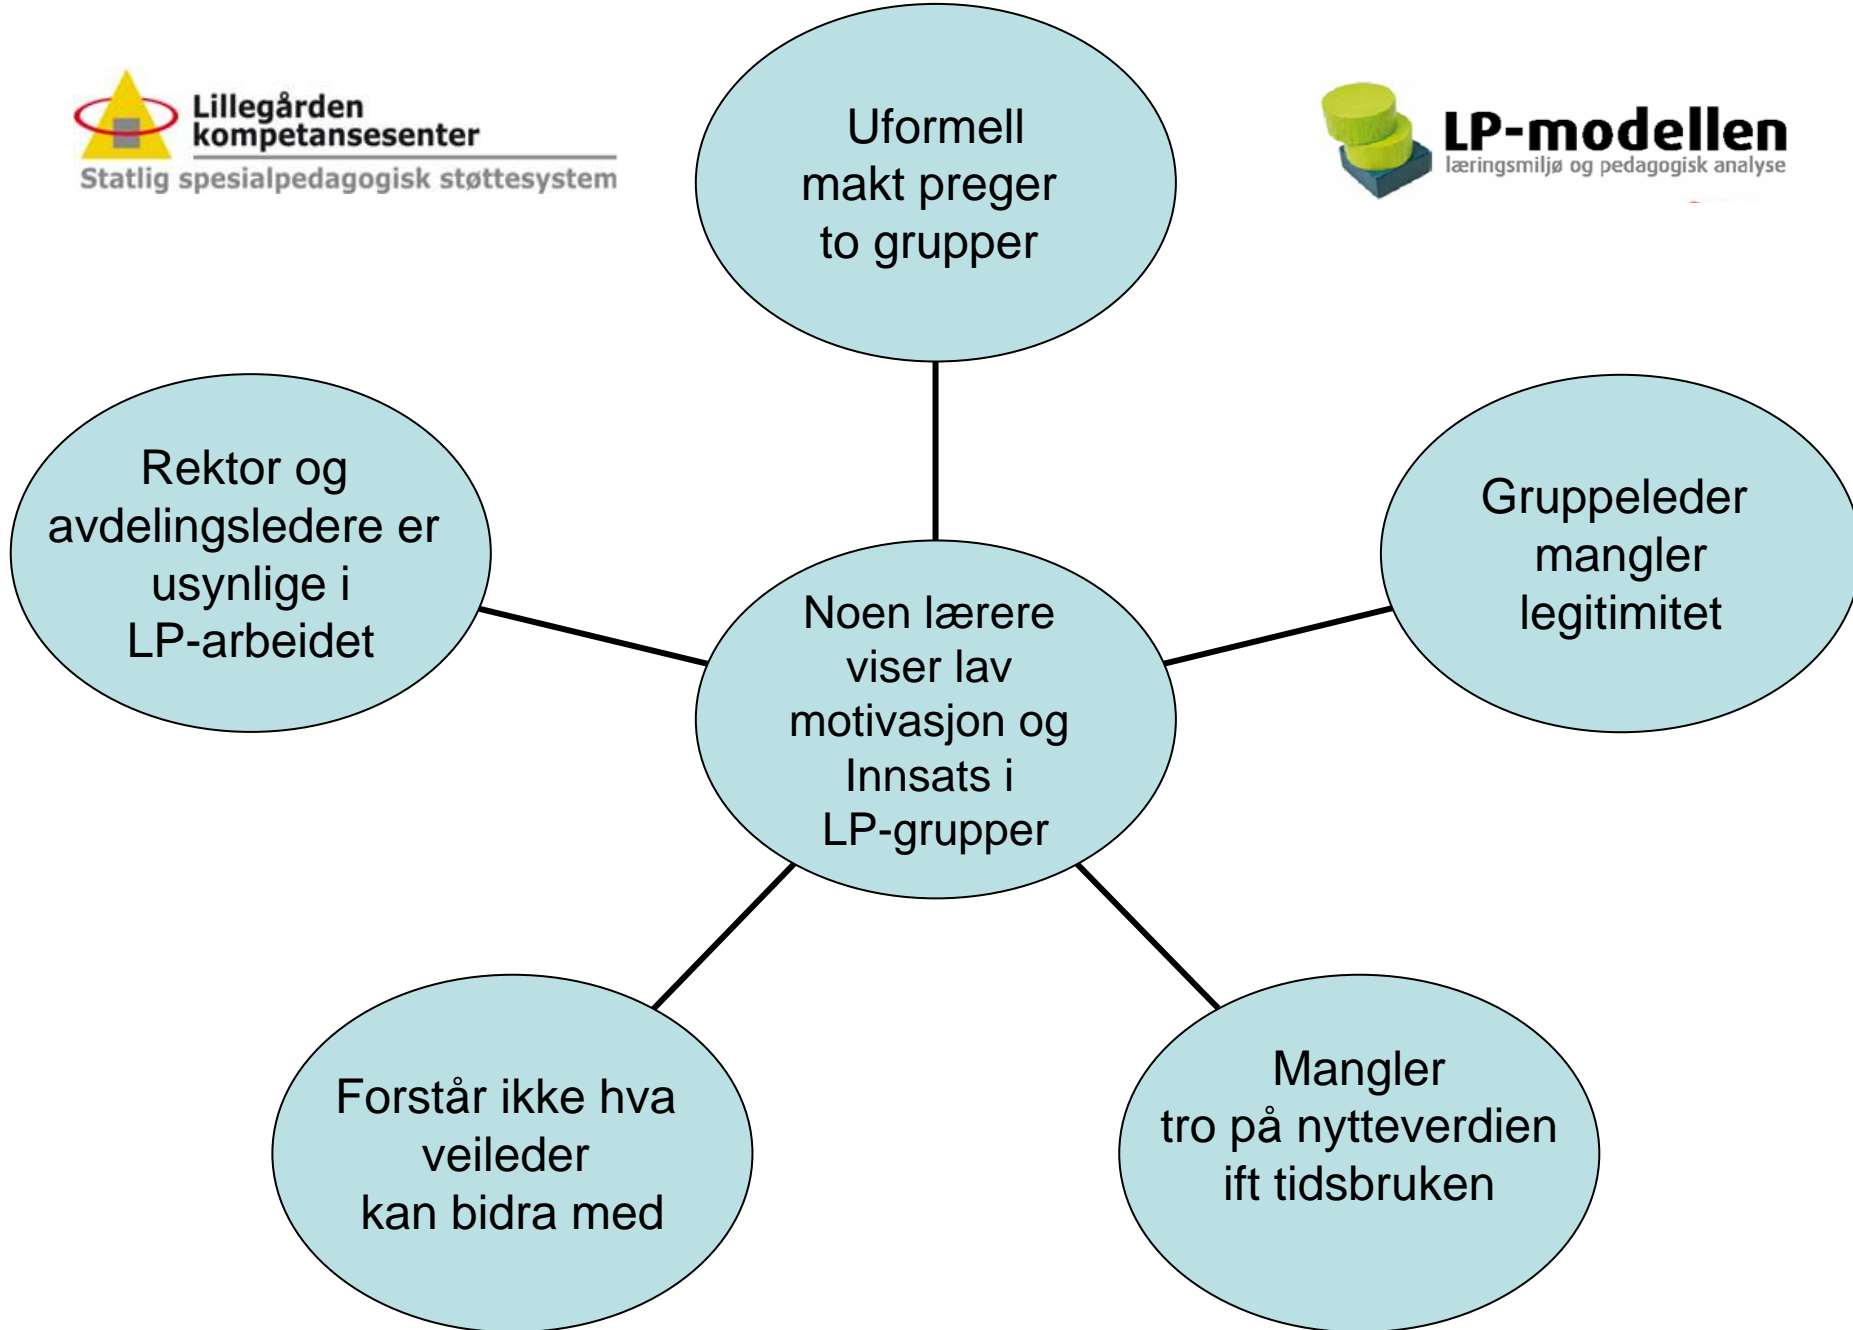 Lillegården
kompetansesenter
Statlig spesialpedagogisk støttesystem
LP-modellen
læringsmiljø og pedagogisk analyse
Uformell
makt preger
to grupper
Rektor og
avdelingsledere er
usynlige i
LP-arbeidet
Gruppeleder
mangler
legitimitet
Noen lærere
viser lav
motivasjon og
Innsats i
LP-grupper
Forstår ikke hva
veileder
kan bidra med
Mangler
tro på nytteverdien
ift tidsbruken